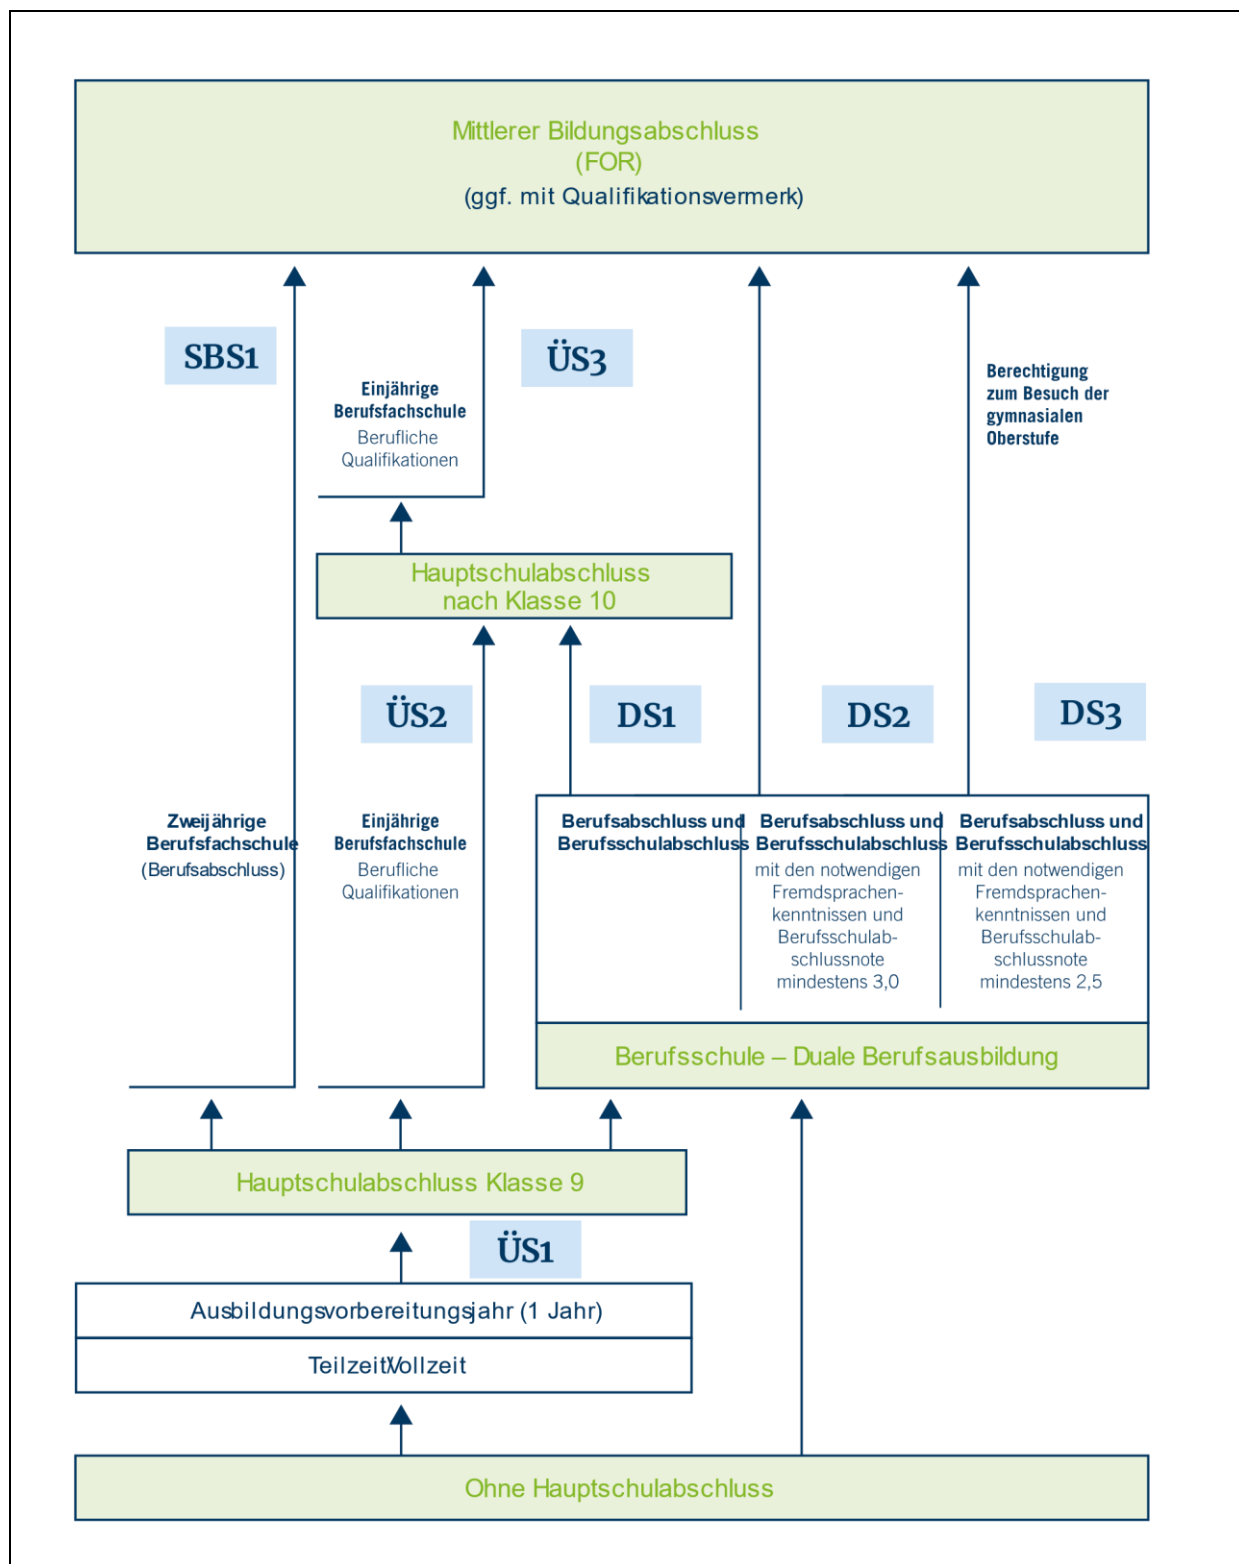 Mittlerer Bildungsabschluss
(FOR)
(ggf. mit Qualifikationsvermerk)
SBS1
ÜS3
Einjährige
Berufsfachschule
Berufliche
Qualifikationen
Berechtigung
zum Besuch der
gymnasialen
Oberstufe
Hauptschulabschluss
nach Klasse 10
ÜS2
DS1
DS2
DS3
Zweijährige
Berufsfachschule
(Berufsabschluss)
Einjährige
Berufsfachschule
Berufliche
Qualifikationen
Berufsabschluss und
Berufsschulabschluss
Berufsabschluss und
Berufsschulabschluss
mit den notwendigen
Fremdsprachen-
kenntnissen und
Berufsschulab-
schlussnote
mindestens 3,0
Berufsabschluss und
Berufsschulabschluss
mit den notwendigen
Fremdsprachen-
kenntnissen und
Berufsschulab-
schlussnote
mindestens 2,5
Berufsschule – Duale Berufsausbildung
Hauptschulabschluss Klasse 9
ÜS1
Ausbildungsvorbereitungsjahr (1 Jahr)
Teilzeit/Vollzeit
Ohne Hauptschulabschluss